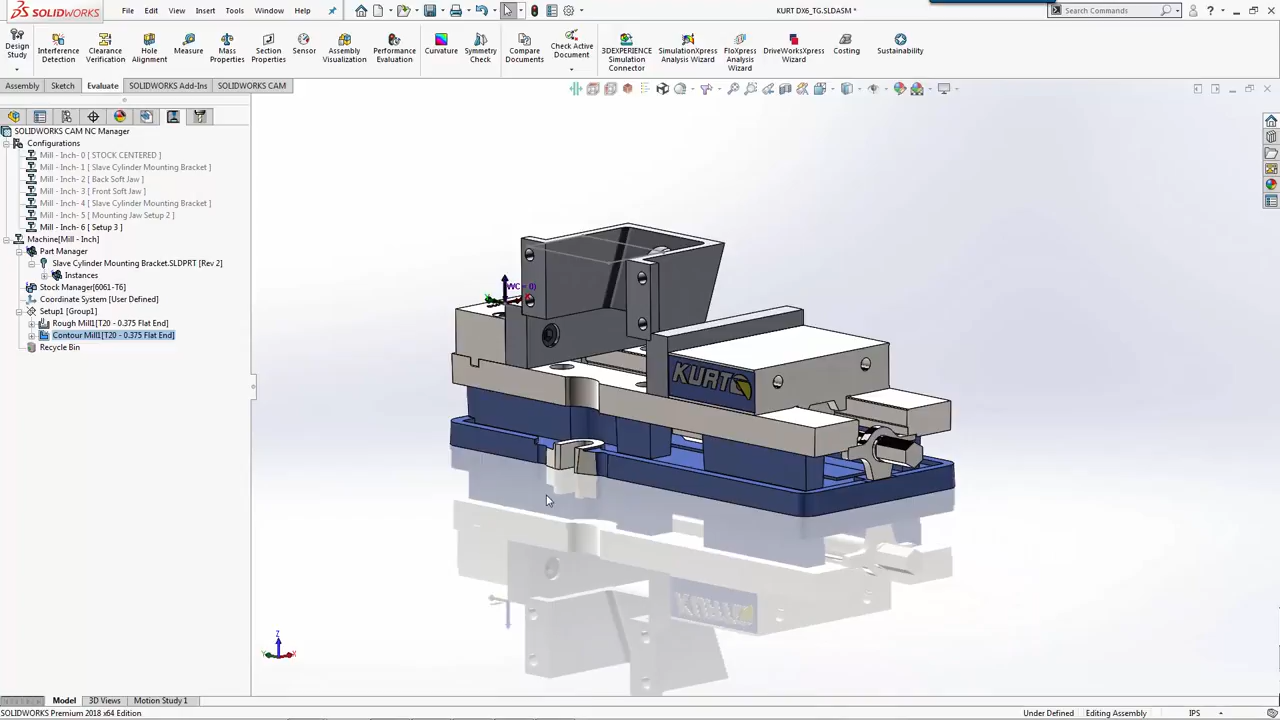 SOLIDWORKS
File Edit View Insert Tools Window Help
KURT DX6_TG.SLDASM *
Search Commands
Design Study
Interference Detection
Clearance Verification
Hole Alignment
Measure
Mass Properties
Section Properties
Sensor
Assembly Visualization
Performance Evaluation
Curvature
Symmetry Check
Compare Documents
Check Active Document
3DEXPERIENCE Simulation Connector
SimulationXpress Analysis Wizard
FloXpress Analysis Wizard
DriveWorksXpress Wizard
Costing
Sustainability
Assembly Sketch Evaluate SOLIDWORKS Add-Ins SOLIDWORKS CAM
SOLIDWORKS CAM NC Manager
Configurations
Mill - Inch- 0 [ STOCK CENTERED ]
Mill - Inch- 1 [ Slave Cylinder Mounting Bracket ]
Mill - Inch- 2 [ Back Soft Jaw ]
Mill - Inch- 3 [ Front Soft Jaw ]
Mill - Inch- 4 [ Slave Cylinder Mounting Bracket ]
Mill - Inch- 5 [ Mounting Jaw Setup 2 ]
Mill - Inch- 6 [ Setup 3 ]
Machine[Mill - Inch]
Part Manager
Slave Cylinder Mounting Bracket.SLDPRT [Rev 2]
Instances
Stock Manager[6061-T6]
Coordinate System [User Defined]
Setup1 [Group1]
Rough Mill1[T20 - 0.375 Flat End]
Contour Mill1[T20 - 0.375 Flat End]
Recycle Bin
KURT
Z
Y X
Model 3D Views Motion Study 1
SOLIDWORKS Premium 2018 x64 Edition
Under Defined Editing Assembly IPS